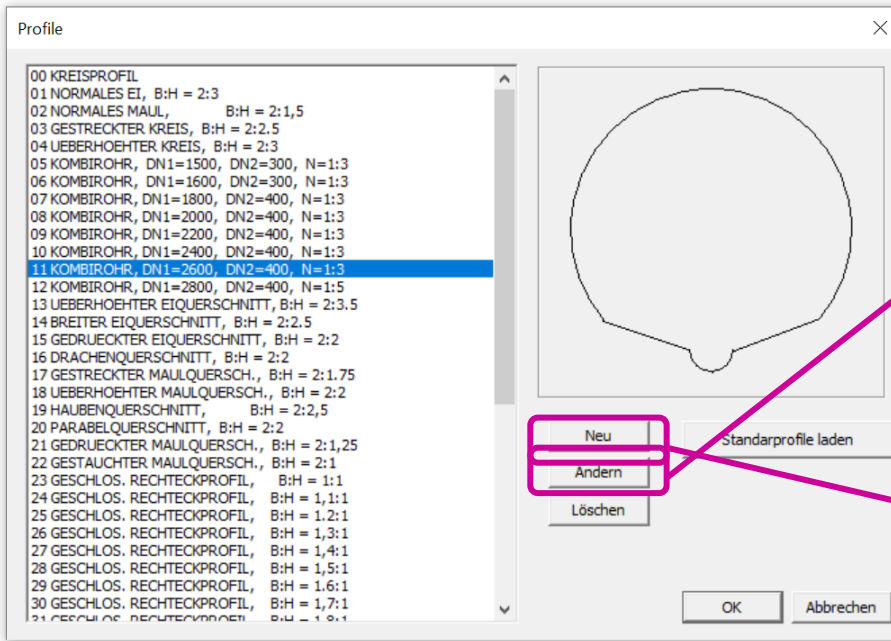 Profile
00 KREISPROFIL
01 NORMALES EI, B:H = 2:3
02 NORMALES MAUL, B:H = 2:1,5
03 GESTRECKTER KREIS, B:H = 2:2.5
04 UEBERHOEHTER KREIS, B:H = 2:3
05 KOMBIROHR, DN1=1500, DN2=300, N=1:3
06 KOMBIROHR, DN1=1600, DN2=300, N=1:3
07 KOMBIROHR, DN1=1800, DN2=400, N=1:3
08 KOMBIROHR, DN1=2000, DN2=400, N=1:3
09 KOMBIROHR, DN1=2200, DN2=400, N=1:3
10 KOMBIROHR, DN1=2400, DN2=400, N=1:3
11 KOMBIROHR, DN1=2600, DN2=400, N=1:3
12 KOMBIROHR, DN1=2800, DN2=400, N=1:5
13 UEBERHOEHTER EIQUERSCHNITT, B:H = 2:3.5
14 BREITER EIQUERSCHNITT, B:H = 2:2.5
15 GEDRUECKTER EIQUERSCHNITT, B:H = 2:2
16 DRACHENQUERSCHNITT, B:H = 2:2
17 GESTRECKTER MAULQUERSCH., B:H = 2:1.75
18 UEBERHOEHTER MAULQUERSCH., B:H = 2:2
19 HAUBENQUERSCHNITT, B:H = 2:2,5
20 PARABELQUERSCHNITT, B:H = 2:2
21 GEDRUECKTER MAULQUERSCH., B:H = 2:1,25
22 GESTAUCHTER MAULQUERSCH., B:H = 2:1
23 GESCHLOS. RECHTECKPROFIL, B:H = 1:1
24 GESCHLOS. RECHTECKPROFIL, B:H = 1,1:1
25 GESCHLOS. RECHTECKPROFIL, B:H = 1.2:1
26 GESCHLOS. RECHTECKPROFIL, B:H = 1,3:1
27 GESCHLOS. RECHTECKPROFIL, B:H = 1,4:1
28 GESCHLOS. RECHTECKPROFIL, B:H = 1,5:1
29 GESCHLOS. RECHTECKPROFIL, B:H = 1.6:1
30 GESCHLOS. RECHTECKPROFIL, B:H = 1,7:1
31 GESCHLOS. RECHTECKPROFIL, B:H = 1,8:1
Neu
Standarprofile laden
Ändern
Löschen
OK
Abbrechen